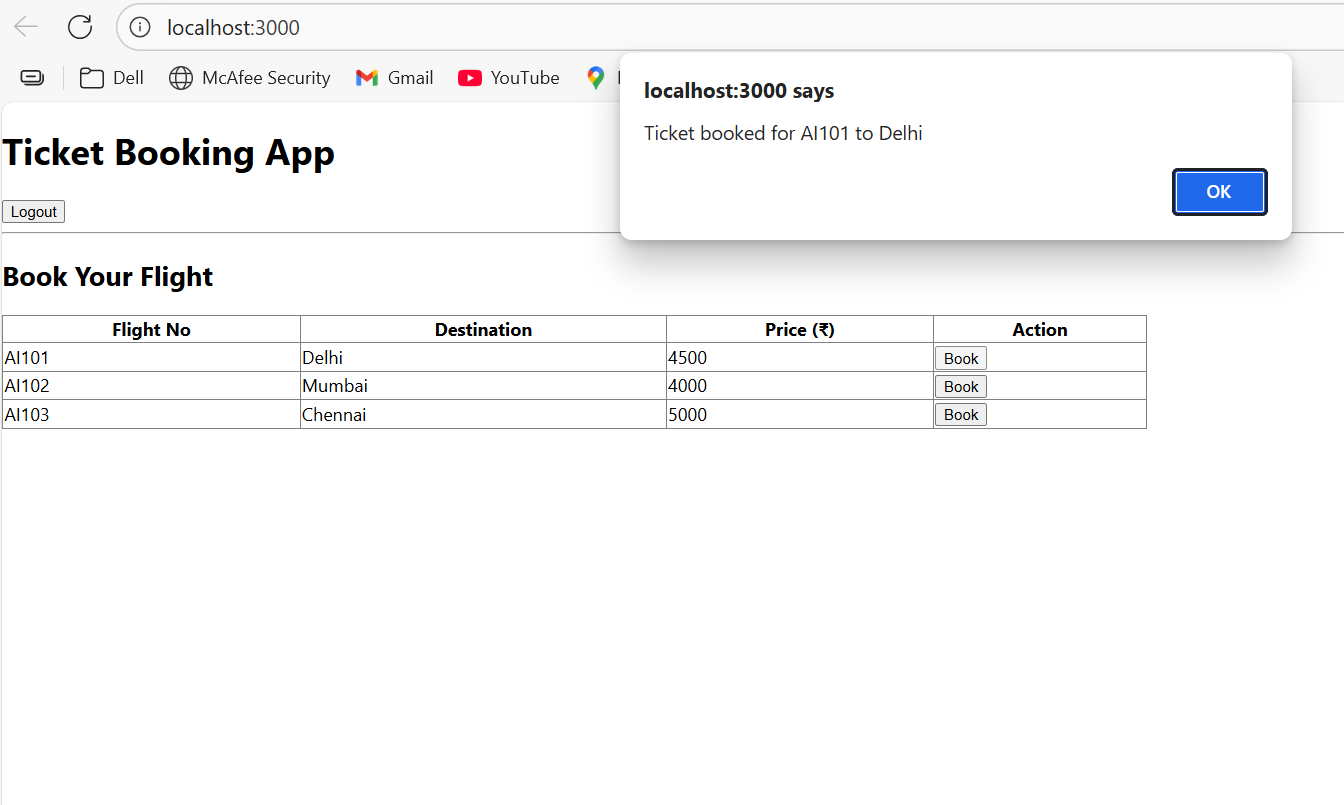 localhost:3000
Dell McAfee Security Gmail YouTube
localhost:3000 says
Ticket booked for AI101 to Delhi
OK
Ticket Booking App
Logout
Book Your Flight
Flight No Destination Price (₹) Action
AI101 Delhi 4500 Book
AI102 Mumbai 4000 Book
AI103 Chennai 5000 Book